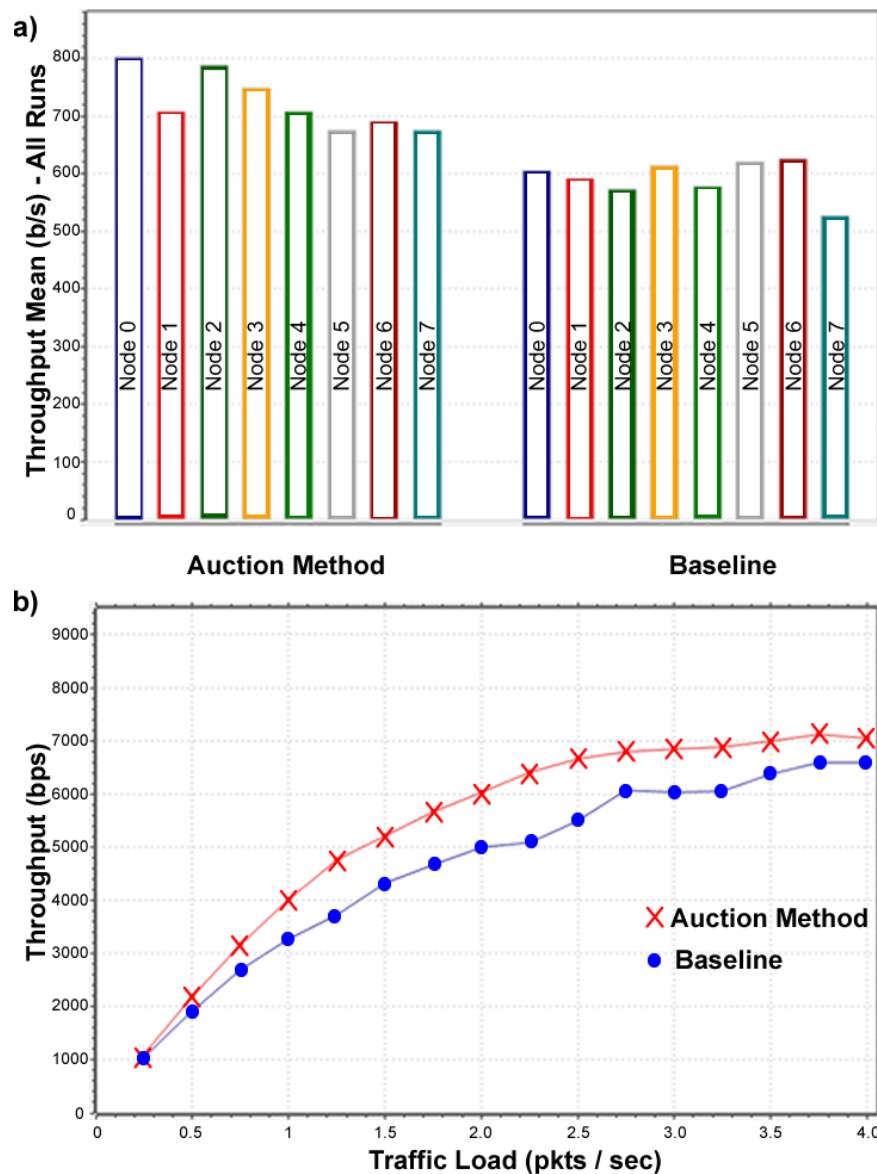 a)
Throughput Mean (b/s) - All Runs
800
700
600
500
400
300
200
100
0
Node 0
Node 1
Node 2
Node 3
Node 4
Node 5
Node 6
Node 7
Node 0
Node 1
Node 2
Node 3
Node 4
Node 5
Node 6
Node 7
Auction Method
Baseline
b)
Throughput (bps)
9000
8000
7000
6000
5000
4000
3000
2000
1000
0
Auction Method
Baseline
0
0.5
1
1.5
2.0
2.5
3.0
3.5
4.0
Traffic Load (pkts / sec)